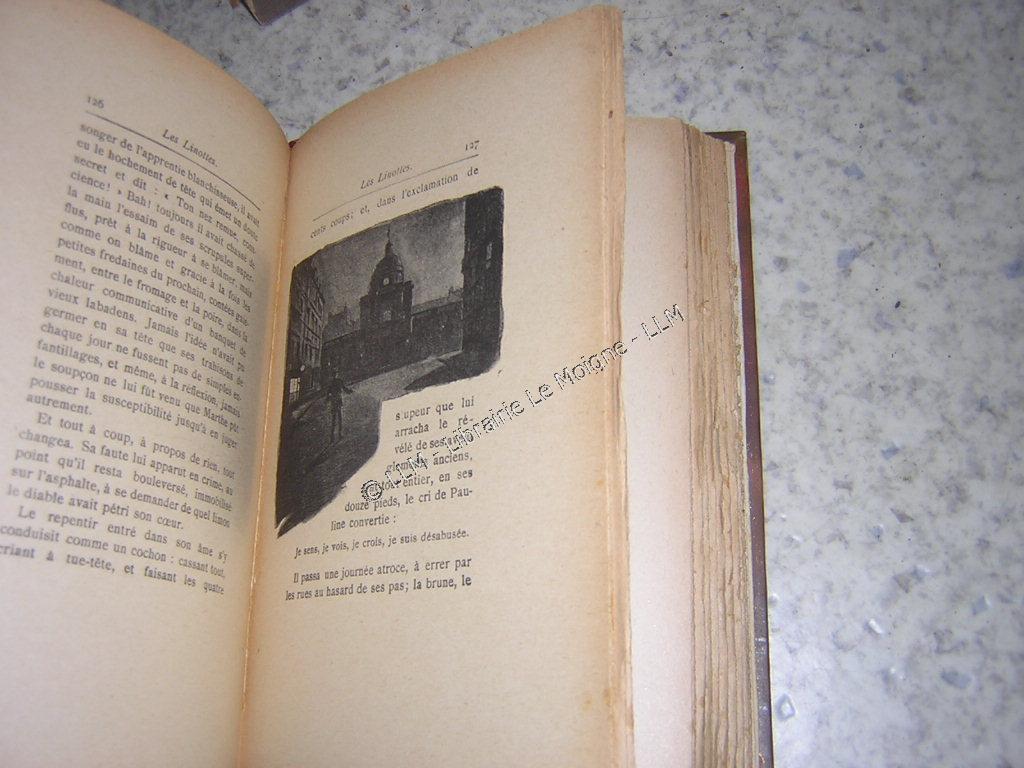 126
Les Linottes.
songer de l'apprentie blanchisseuse, il avait
eu le hochement de tête qui émet un doute
secret et dit : « Ton nez remue, cons-
cience! » Bah! toujours il avait chassé de
la main l'essaim de ses scrupules super-
flus, prêt à la rigueur à se blâmer, mais
comme on blâme et gracie à la fois les
petites fredaines du prochain, contées gaie-
ment, entre le fromage et la poire, dans la
chaleur communicative d'un banquet de
vieux labadens. Jamais l'idée n'avait pu
germer en sa tête que ses trahisons de
chaque jour ne fussent pas de simples en-
fantillages, et même, à la réflexion, jamais
le soupçon ne lui fût venu que Marthe pût
pousser la susceptibilité jusqu'à en juger
autrement.
Et tout à coup, à propos de rien, tout
changea. Sa faute lui apparut en crime, au
point qu'il resta bouleversé, immobilisé
sur l'asphalte, à se demander de quel limon
le diable avait pétri son cœur.
Le repentir entré dans son âme s'y
conduisit comme un cochon : cassant tout,
criant à tue-tête, et faisant les quatre
Les Linottes.
127
cents coups; et, dans l'exclamation de
s upeur que lui
arracha le ré-
vélé de ses
anciens,
tout entier, en ses
douze pieds, le cri de Pau-
line convertie :
Je sens, je vois, je crois, je suis désabusée.
Il passa une journée atroce, à errer par
les rues au hasard de ses pas; la brune, le
© LLM - Librairie Le Moigne - LLM